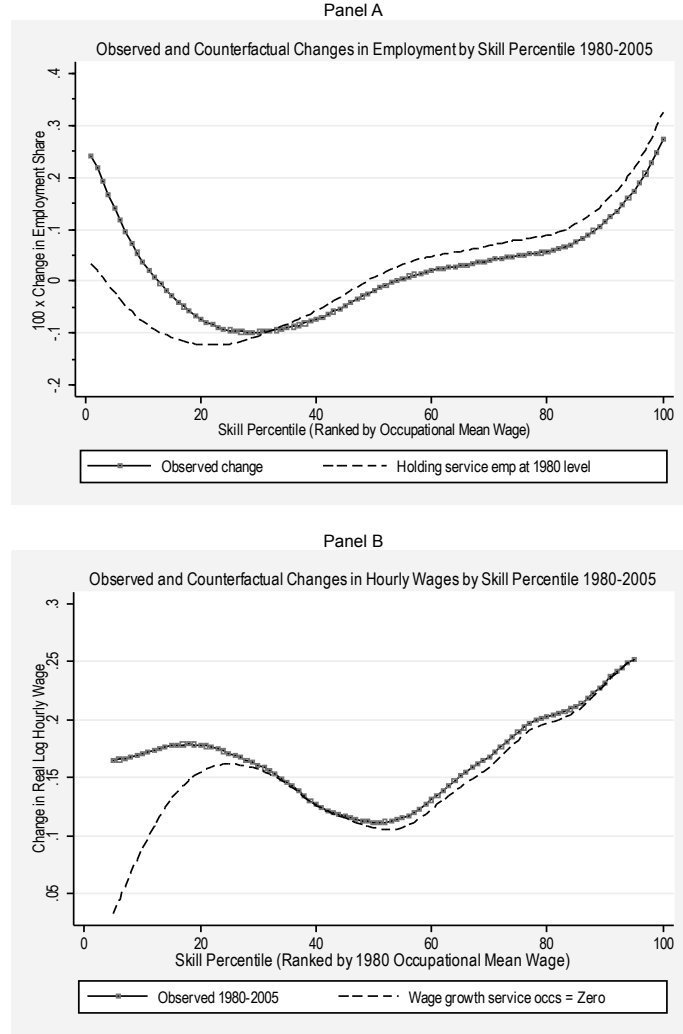 Panel A
Observed and Counterfactual Changes in Employment by Skill Percentile 1980-2005
100 x Change in Employment Share
.4
.3
.2
.1
0
-.1
-.2
0 20 40 60 80 100
Skill Percentile (Ranked by Occupational Mean Wage)
Observed change Holding service emp at 1980 level
Panel B
Observed and Counterfactual Changes in Hourly Wages by Skill Percentile 1980-2005
Change in Real Log Hourly Wage
.3
.25
.2
.15
.1
.05
0 20 40 60 80 100
Skill Percentile (Ranked by 1980 Occupational Mean Wage)
Observed 1980-2005 Wage growth service occs = Zero